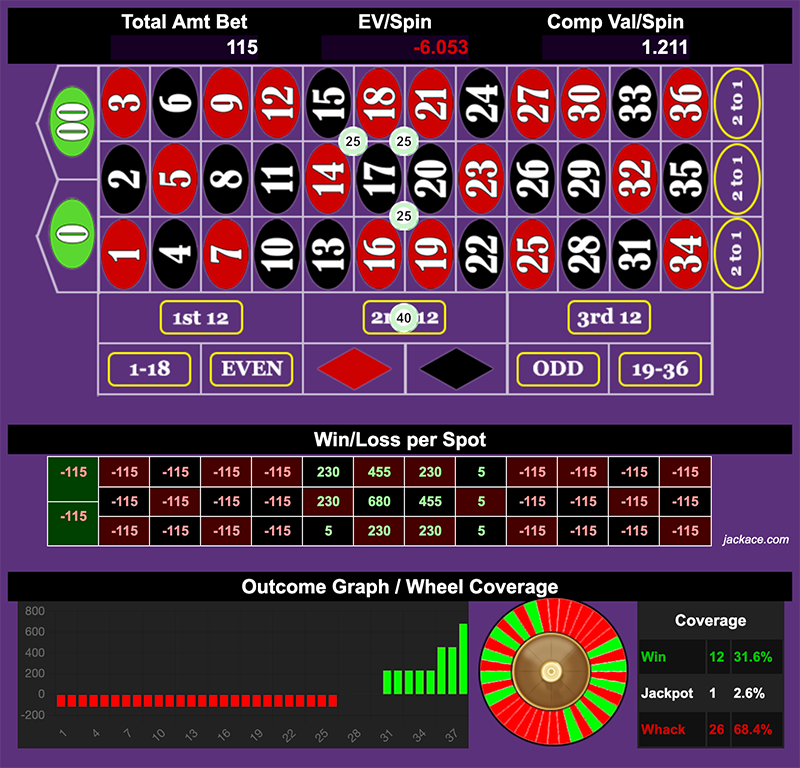 Total Amt Bet EV/Spin Comp Val/Spin
115 -6.053 1.211
00 3 6 9 12 15 18 21 24 27 30 33 36 2 to 1
25 25
0 2 5 8 11 14 17 20 23 26 29 32 35 2 to 1
25
1 4 7 10 13 16 19 22 25 28 31 34 2 to 1
1st 12 2nd 12 3rd 12
40
1-18 EVEN ODD 19-36
Win/Loss per Spot
-115 -115 -115 -115 -115 230 455 230 5 -115 -115 -115 -115
-115 -115 -115 -115 230 680 455 5 -115 -115 -115 -115
-115 -115 -115 -115 -115 5 230 230 5 -115 -115 -115 -115
jackace.com
Outcome Graph / Wheel Coverage
800
600
400
200
0
-200
1 4 7 10 13 16 19 22 25 28 31 34 37
Coverage
Win 12 31.6%
Jackpot 1 2.6%
Whack 26 68.4%